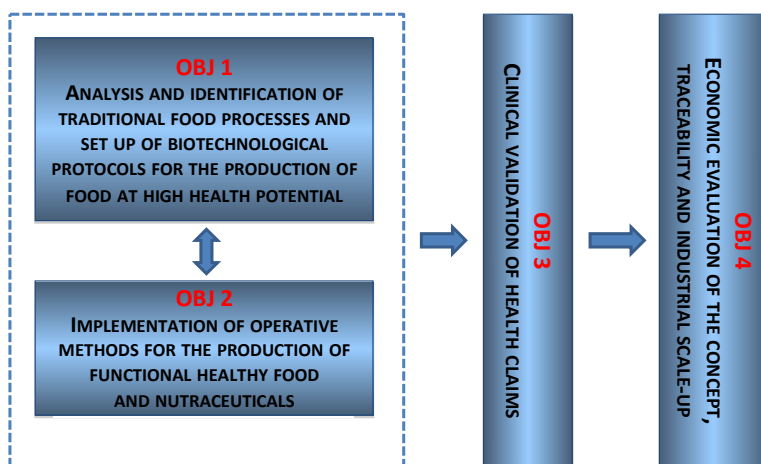 OBJ 1
ANALYSIS AND IDENTIFICATION OF
TRADITIONAL FOOD PROCESSES AND
SET UP OF BIOTECHNOLOGICAL
PROTOCOLS FOR THE PRODUCTION OF
FOOD AT HIGH HEALTH POTENTIAL
OBJ 2
IMPLEMENTATION OF OPERATIVE
METHODS FOR THE PRODUCTION OF
FUNCTIONAL HEALTHY FOOD
AND NUTRACEUTICALS
OBJ 3
CLINICAL VALIDATION OF HEALTH CLAIMS
OBJ 4
ECONOMIC EVALUATION OF THE CONCEPT,
TRACEABILITY AND INDUSTRIAL SCALE-UP